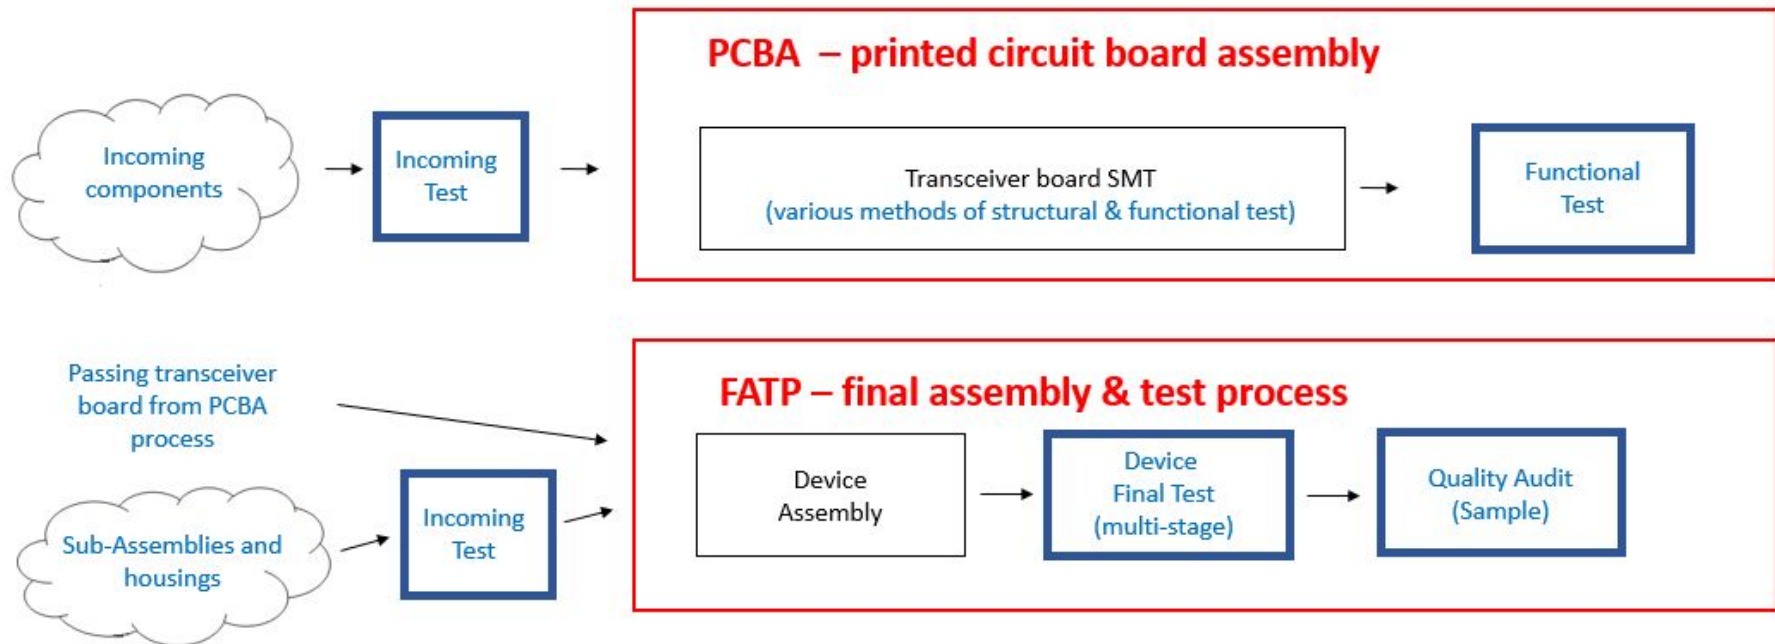 PCBA – printed circuit board assembly
Incoming
components
Incoming
Test
Transceiver board SMT
(various methods of structural & functional test)
Functional
Test
Passing transceiver
board from PCBA
process
Sub-Assemblies and
housings
Incoming
Test
FATP – final assembly & test process
Device
Assembly
Device
Final Test
(multi-stage)
Quality Audit
(Sample)